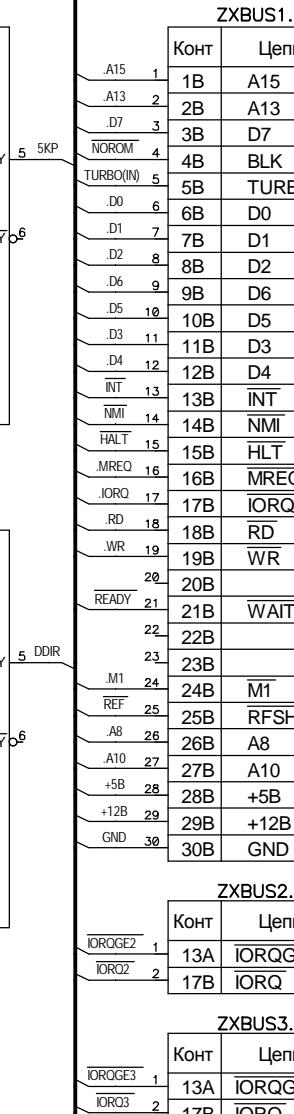 ZXBUS1.
Конт Цепь
.A15 1 1B A15
.A13 2 2B A13
.D7 3 3B D7
NOROM 4 4B BLK
TURBO(IN) 5 5B
.D0 6 6B D0
.D1 7 7B D1
.D2 8 8B D2
.D6 9 9B D6
.D5 10 10B D5
.D3 11 11B D3
.D4 12 12B D4
INT 13 13B INT
NMI 14 14B NMI
HALT 15 15B HLT
.MREQ 16 16B MREQ
.IORQ 17 17B IORQ
.RD 18 18B RD
.WR 19 19B WR
20 20B
READY 21 21B WAIT
22 22B
23 23B
.M1 24 24B M1
REF 25 25B RFSH
.A8 26 26B A8
.A10 27 27B A10
+5B 28 28B +5B
+12B 29 29B +12B
GND 30 30B GND
5 5KP
Y 6
5 DDIR
Y 6
ZXBUS2.
Конт Цепь
IORQGE2 1 13A
IORQ2 2 17B IORQ
ZXBUS3.
Конт Цепь
IORQGE3 1 13A
IORQ3 2 17B IORQ